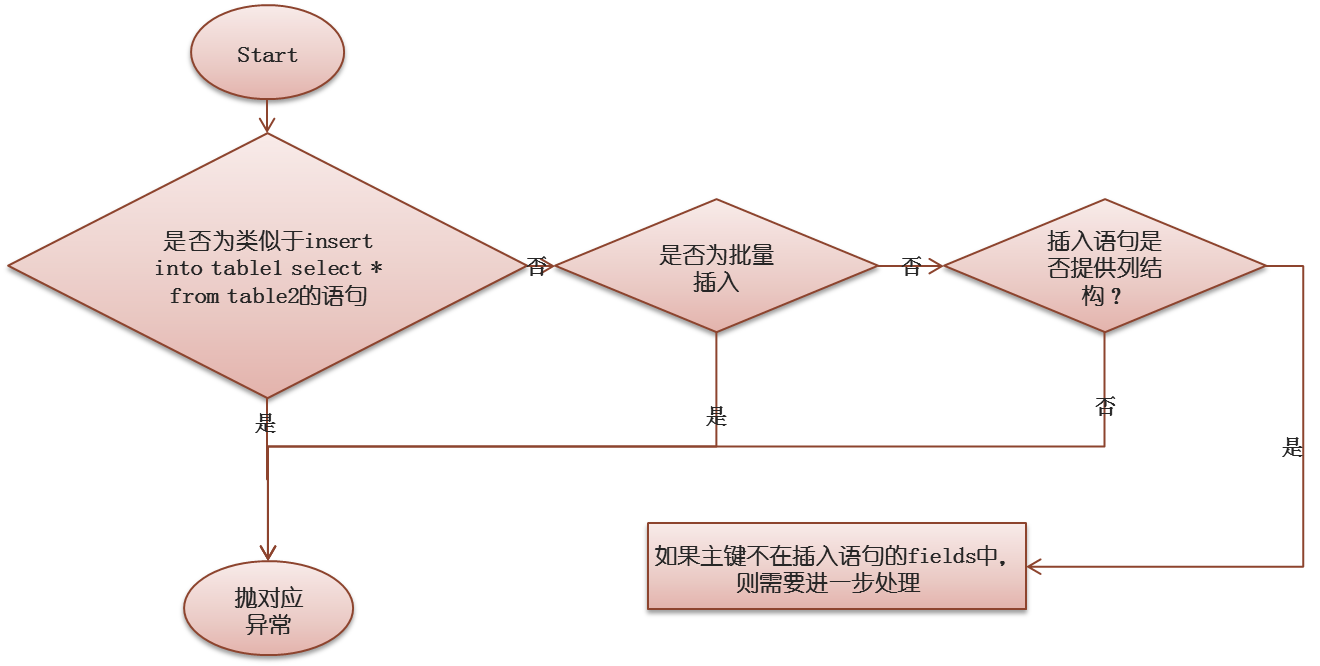 Start
是否为类似于insert
into table1 select *
from table2的语句
否
是否为批量
插入
否
插入语句是
否提供列结
构？
是
是
否
是
如果主键不在插入语句的fields中，
则需要进一步处理
抛对应
异常